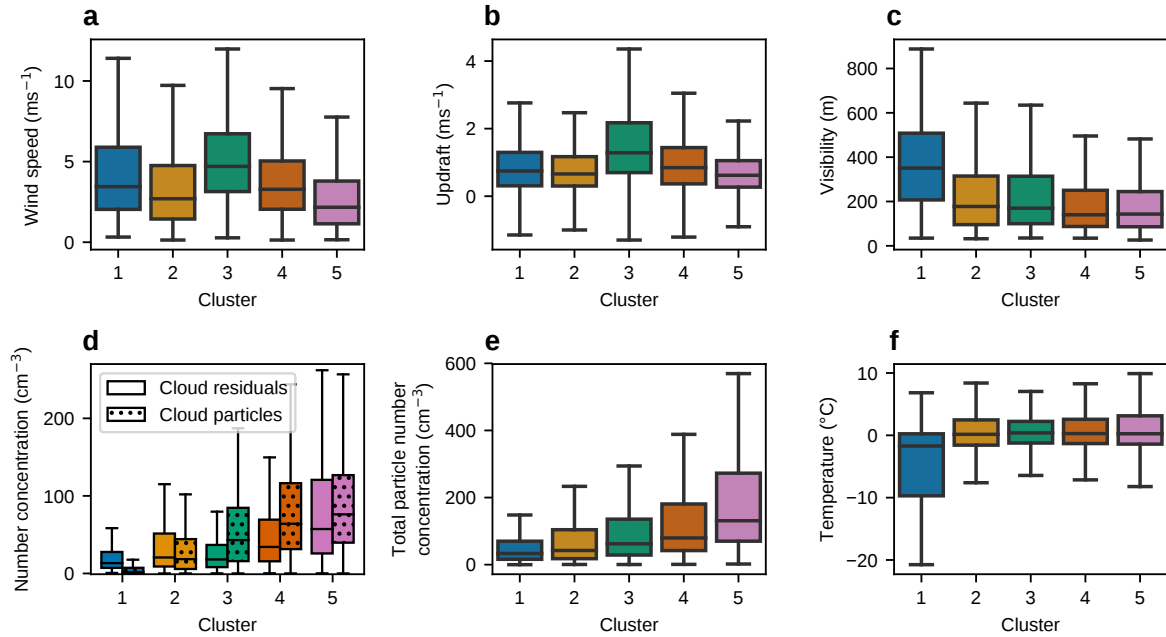 a
Wind speed (ms⁻¹)
10
5
0
1 2 3 4 5
Cluster
b
Updraft (ms⁻¹)
4
2
0
1 2 3 4 5
Cluster
c
Visibility (m)
800
600
400
200
0
1 2 3 4 5
Cluster
d
Number concentration (cm⁻³)
200
100
0
Cloud residuals
Cloud particles
1 2 3 4 5
Cluster
e
Total particle number
concentration (cm⁻³)
600
400
200
0
1 2 3 4 5
Cluster
f
Temperature (°C)
10
0
−10
−20
1 2 3 4 5
Cluster